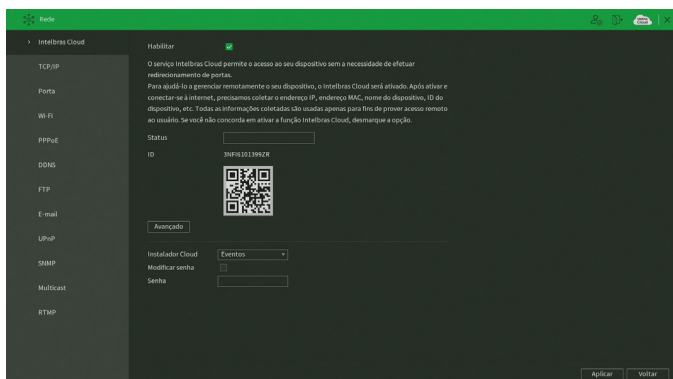 Rede
Intelbras Cloud
TCP/IP
Porta
Wi-Fi
PPPoE
DDNS
FTP
E-mail
UPnP
SNMP
Multicast
RTMP
Habilitar
O serviço Intelbras Cloud permite o acesso ao seu dispositivo sem a necessidade de efetuar
redirecionamento de portas.
Para ajudá-lo a gerenciar remotamente o seu dispositivo, o Intelbras Cloud será ativado. Após ativar e
conectar-se à internet, precisamos coletar o endereço IP, endereço MAC, nome do dispositivo, ID do
dispositivo, etc. Todas as informações coletadas são usadas apenas para fins de prover acesso remoto
ao usuário. Se você não concorda em ativar a função Intelbras Cloud, desmarque a opção.
Status
ID 3NFI6101399ZR
Avançado
Instalador Cloud Eventos
Modificar senha
Senha
Aplicar Voltar